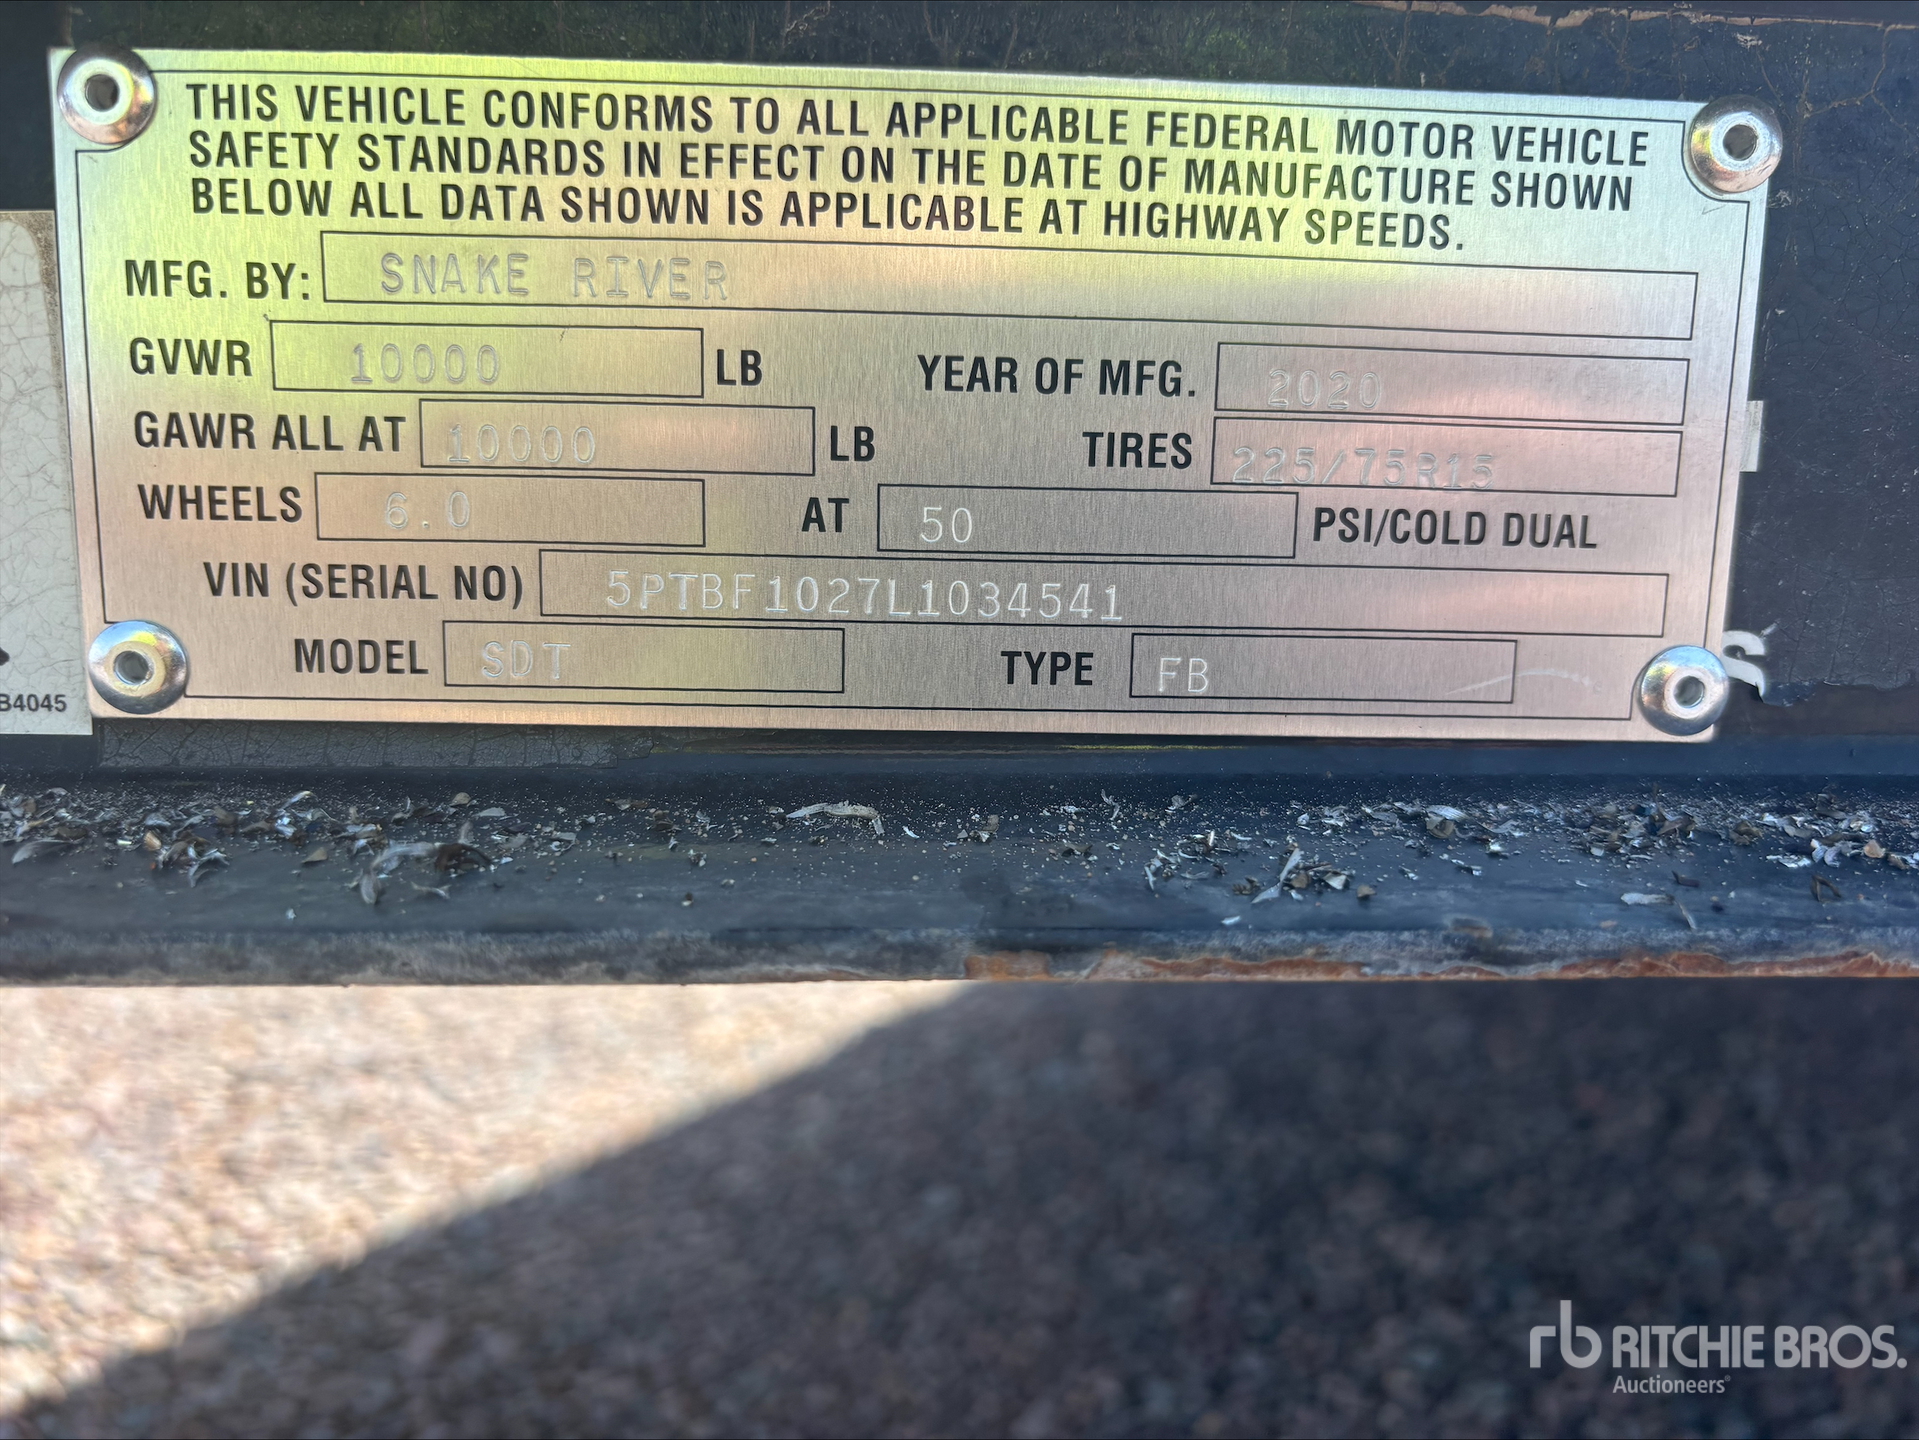 THIS VEHICLE CONFORMS TO ALL APPLICABLE FEDERAL MOTOR VEHICLE
SAFETY STANDARDS IN EFFECT ON THE DATE OF MANUFACTURE SHOWN
BELOW ALL DATA SHOWN IS APPLICABLE AT HIGHWAY SPEEDS.
MFG. BY: SNAKE RIVER
GVWR 10000 LB YEAR OF MFG. 2020
GAWR ALL AT 10000 LB TIRES 225/75R15
WHEELS 6.0 AT 50 PSI/COLD DUAL
VIN (SERIAL NO) 5PTBF1027L1034541
MODEL SDT TYPE FB
B4045
S
rb RITCHIE BROS.
Auctioneers®